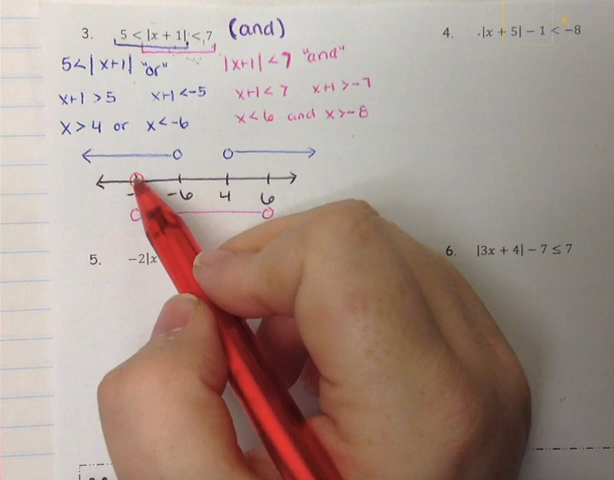 3. 5 < |x + 1| < 7 (and)
5 < |x+1| "or" |x+1| < 7 "and"
x+1 > 5 x+1 < -5 x+1 < 7 x+1 > -7
x > 4 or x < -6 x < 6 and x > -8
-6 4 6
4. |x + 5| − 1 < −8
5. −2|x
6. |3x + 4| − 7 ≤ 7